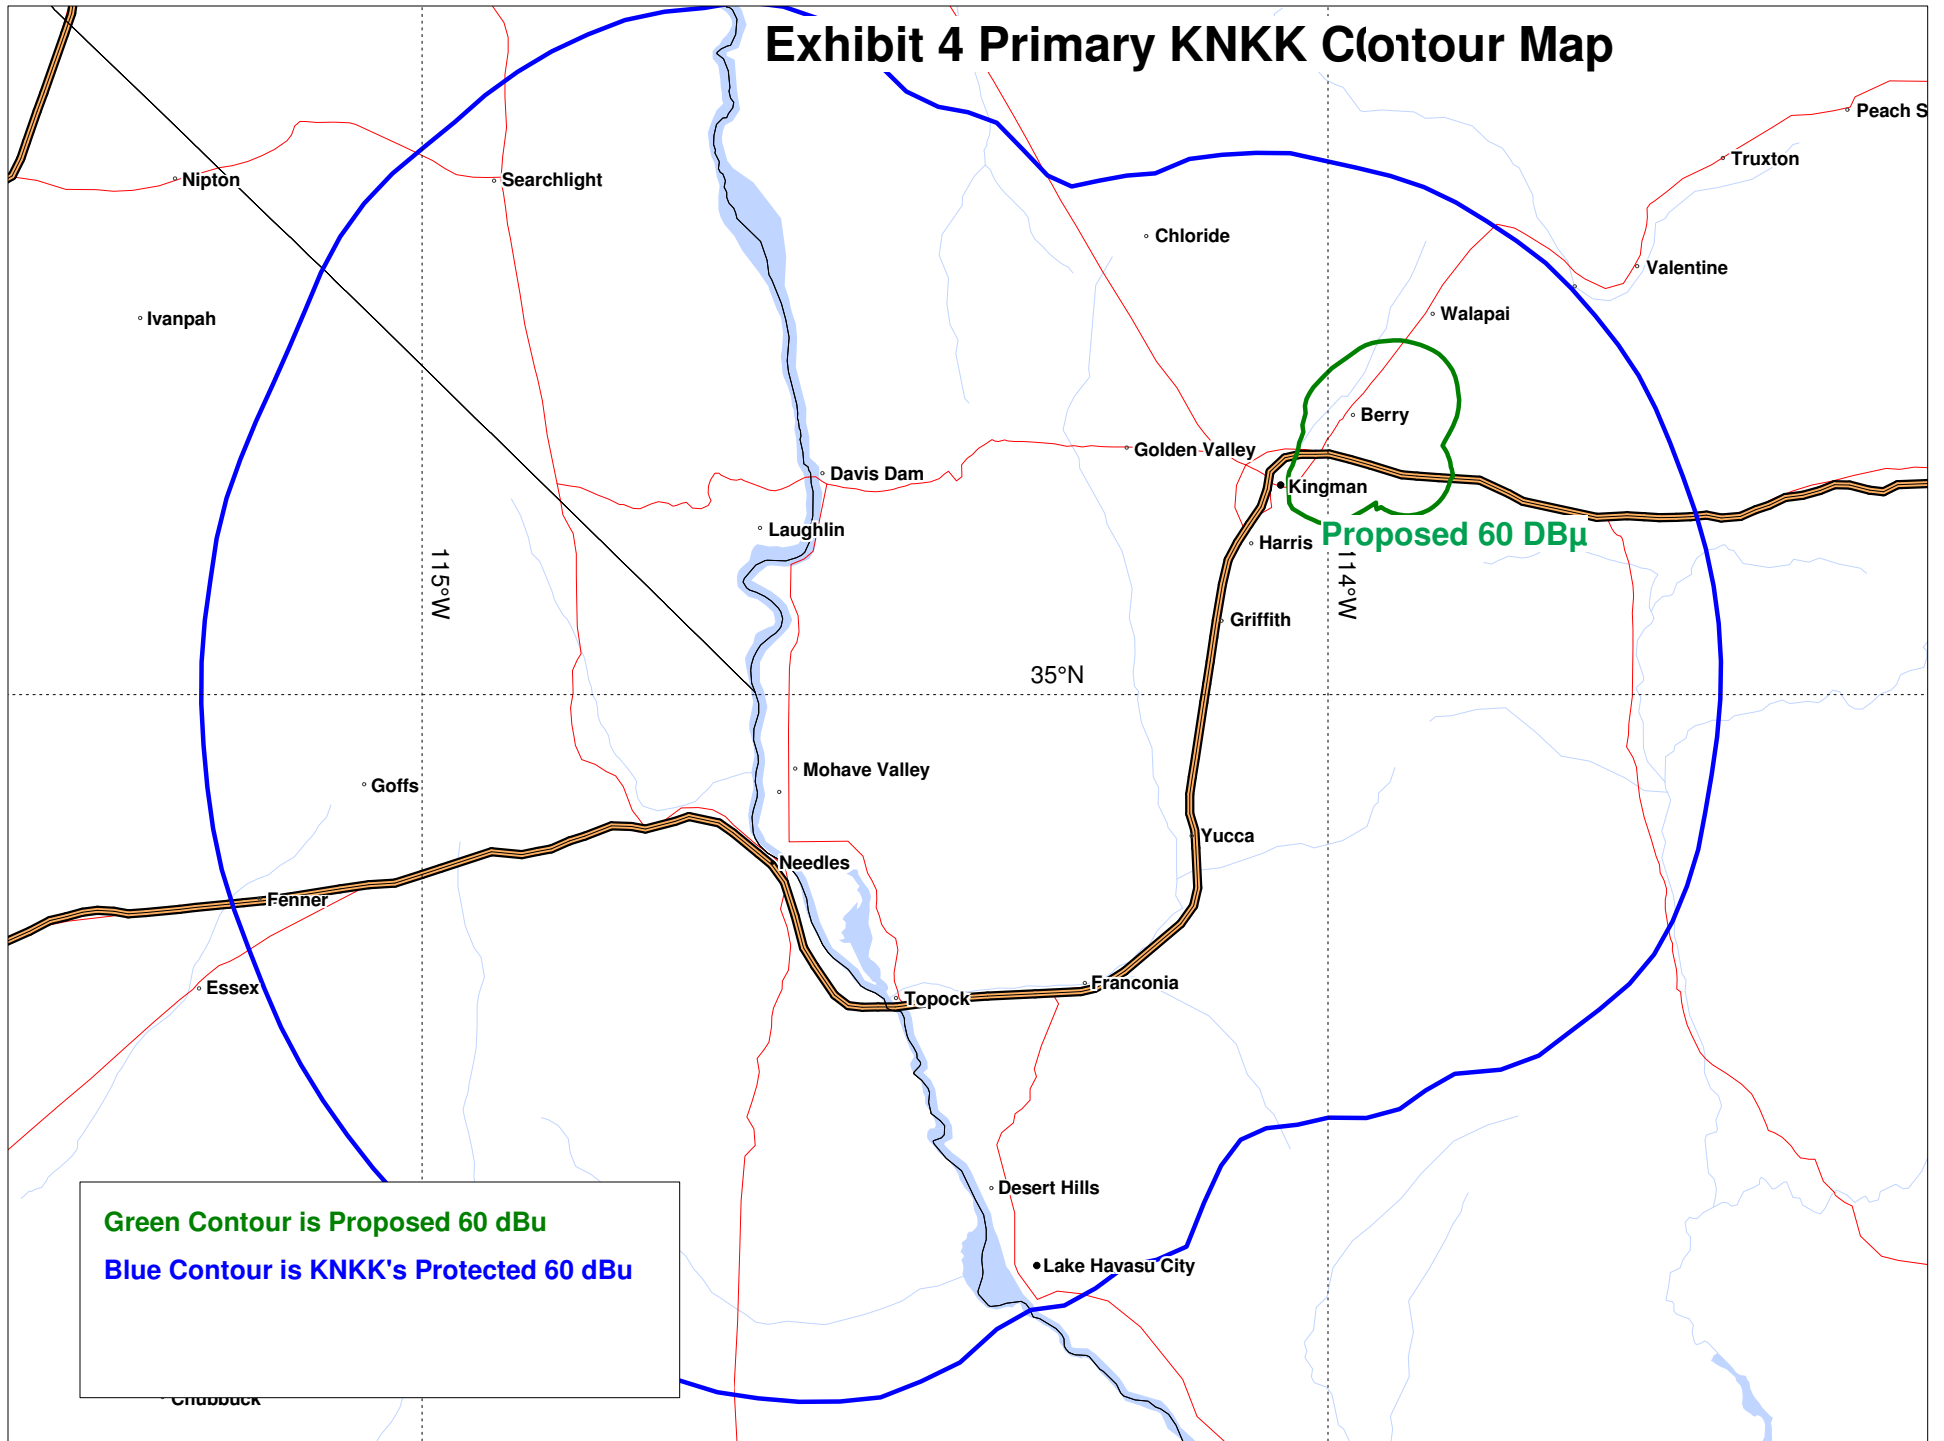 Exhibit 4 Primary KNKK Contour Map
Peach S
Truxton
Nipton
Searchlight
Chloride
Valentine
Ivanpah
Walapai
Berry
Golden Valley
Davis Dam
Kingman
Laughlin
Proposed 60 DBµ
Harris
115°W
114°W
Griffith
35°N
Mohave Valley
Goffs
Yucca
Needles
Fenner
Franconia
Essex
Topock
Desert Hills
Green Contour is Proposed 60 dBu
Lake Havasu City
Blue Contour is KNKK's Protected 60 dBu
Chubbuck